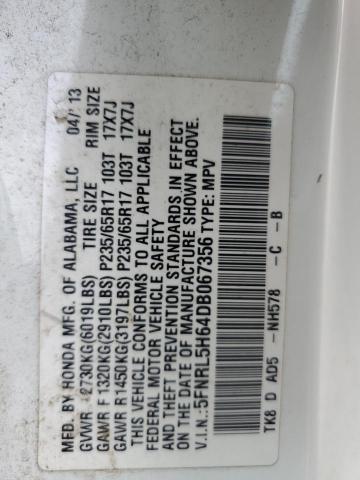 MFD. BY HONDA MFG. OF ALABAMA, LLC 04/ 13
GVWR 2730KG(6019LBS) TIRE SIZE RIM SIZE
GAWR F 1320KG(2910LBS) P235/65R17 103T 17X7J
GAWR R 1450KG(3197LBS) P235/65R17 103T 17X7J
THIS VEHICLE CONFORMS TO ALL APPLICABLE
FEDERAL MOTOR VEHICLE SAFETY
AND THEFT PREVENTION STANDARDS IN EFFECT
ON THE DATE OF MANUFACTURE SHOWN ABOVE.
V.I.N.:5FNRL5H64DB067356 TYPE: MPV
TK8 D AD5 - NH578 - C - B